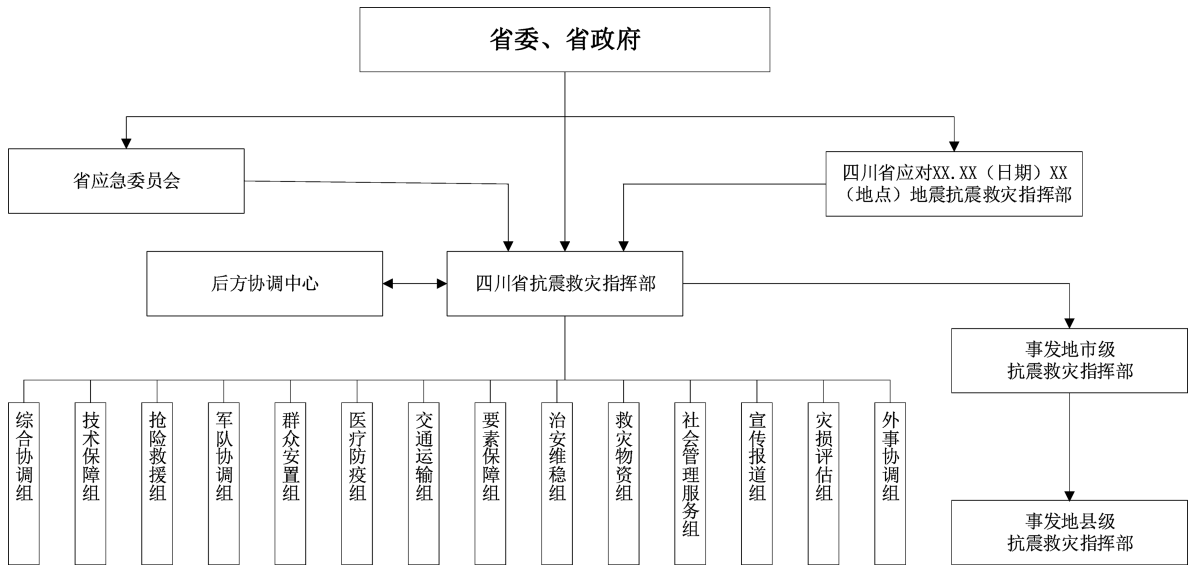 省委、省政府
省应急委员会
四川省应对XX.XX（日期）XX
（地点）地震抗震救灾指挥部
后方协调中心
四川省抗震救灾指挥部
事发地市级
抗震救灾指挥部
综合协调组
技术保障组
抢险救援组
军队协调组
群众安置组
医疗防疫组
交通运输组
要素保障组
治安维稳组
救灾物资组
社会管理服务组
宣传报道组
灾损评估组
外事协调组
事发地县级
抗震救灾指挥部